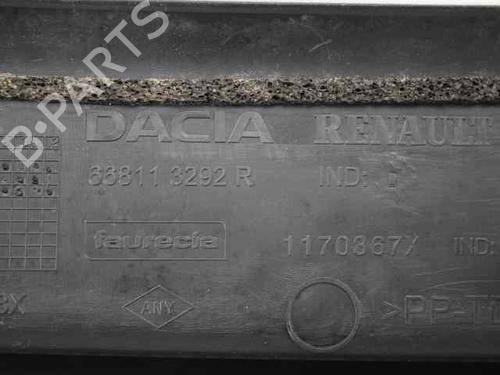 B-PARTS
DACIA RENAULT
66811 3292 R IND:
faurecia 1170367/ IND:
ANY
>PP-T